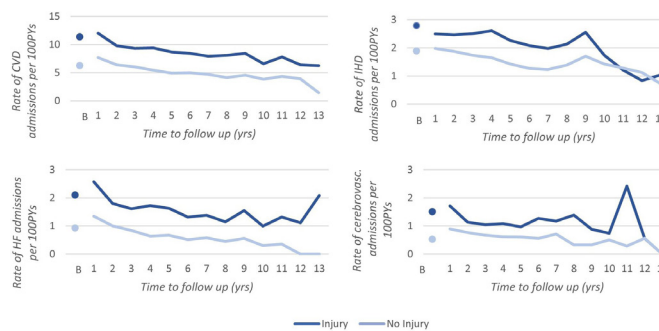 Rate of CVD
admissions per 100PYs
15
10
5
0
B 1 2 3 4 5 6 7 8 9 10 11 12 13
Time to follow up (yrs)
Rate of IHD
admissions per 100PYs
3
2
1
0
B 1 2 3 4 5 6 7 8 9 10 11 12 13
Time to follow up (yrs)
Rate of HF admissions
per 100PYs
3
2
1
0
B 1 2 3 4 5 6 7 8 9 10 11 12 13
Time to follow up (yrs)
Rate of cerebrovasc.
admissions per
100PYs
3
2
1
0
B 1 2 3 4 5 6 7 8 9 10 11 12 13
Time to follow up (yrs)
Injury No Injury